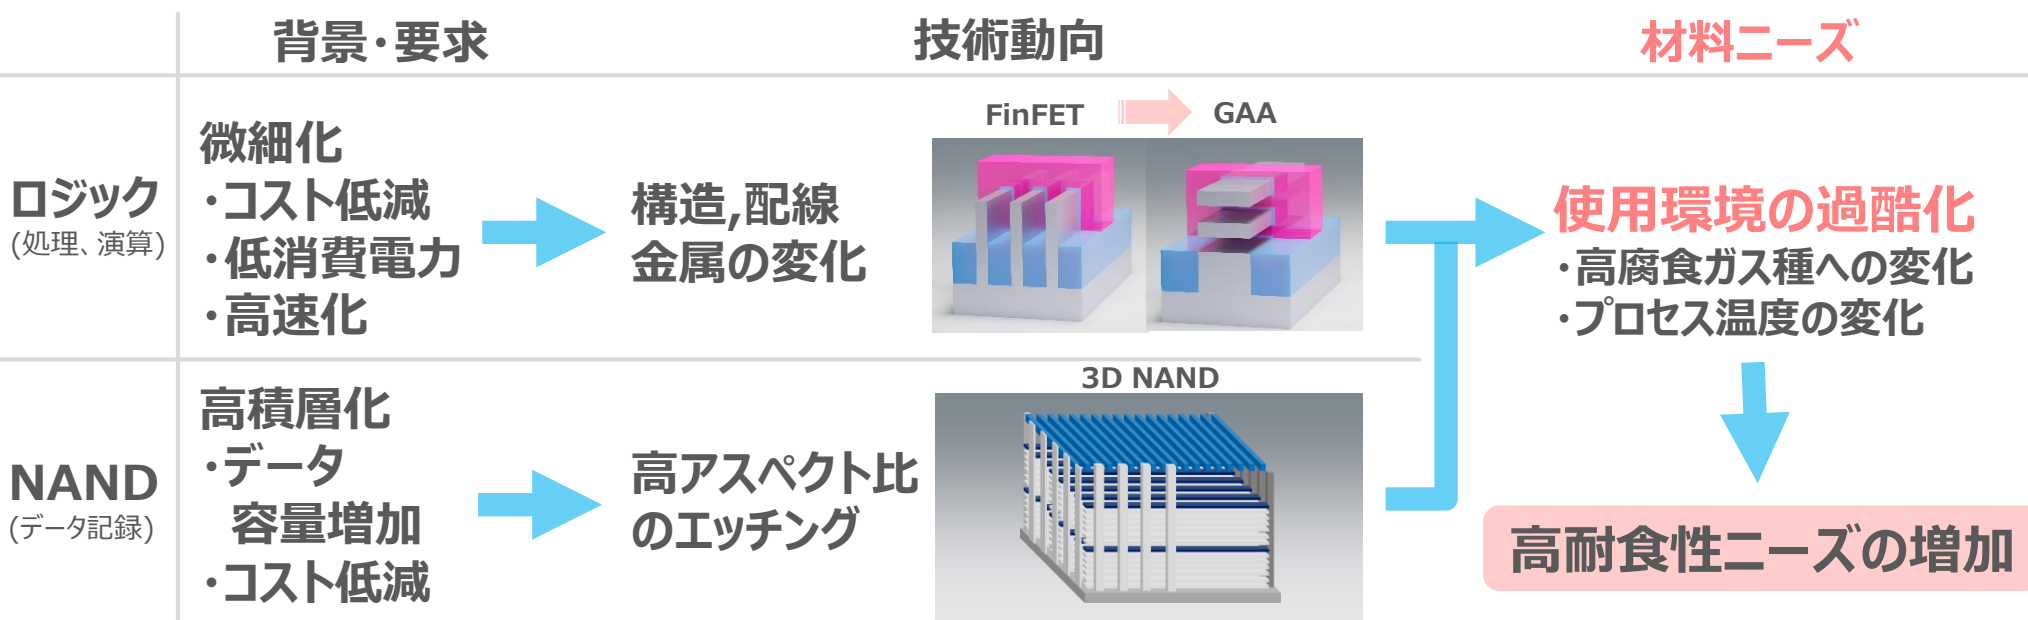 背景・要求
技術動向
材料ニーズ
ロジック
(処理、演算)
微細化
・コスト低減
・低消費電力
・高速化
構造,配線
金属の変化
FinFET
GAA
使用環境の過酷化
・高腐食ガス種への変化
・プロセス温度の変化
NAND
(データ記録)
高積層化
・データ
容量増加
・コスト低減
高アスペクト比
のエッチング
3D NAND
高耐食性ニーズの増加